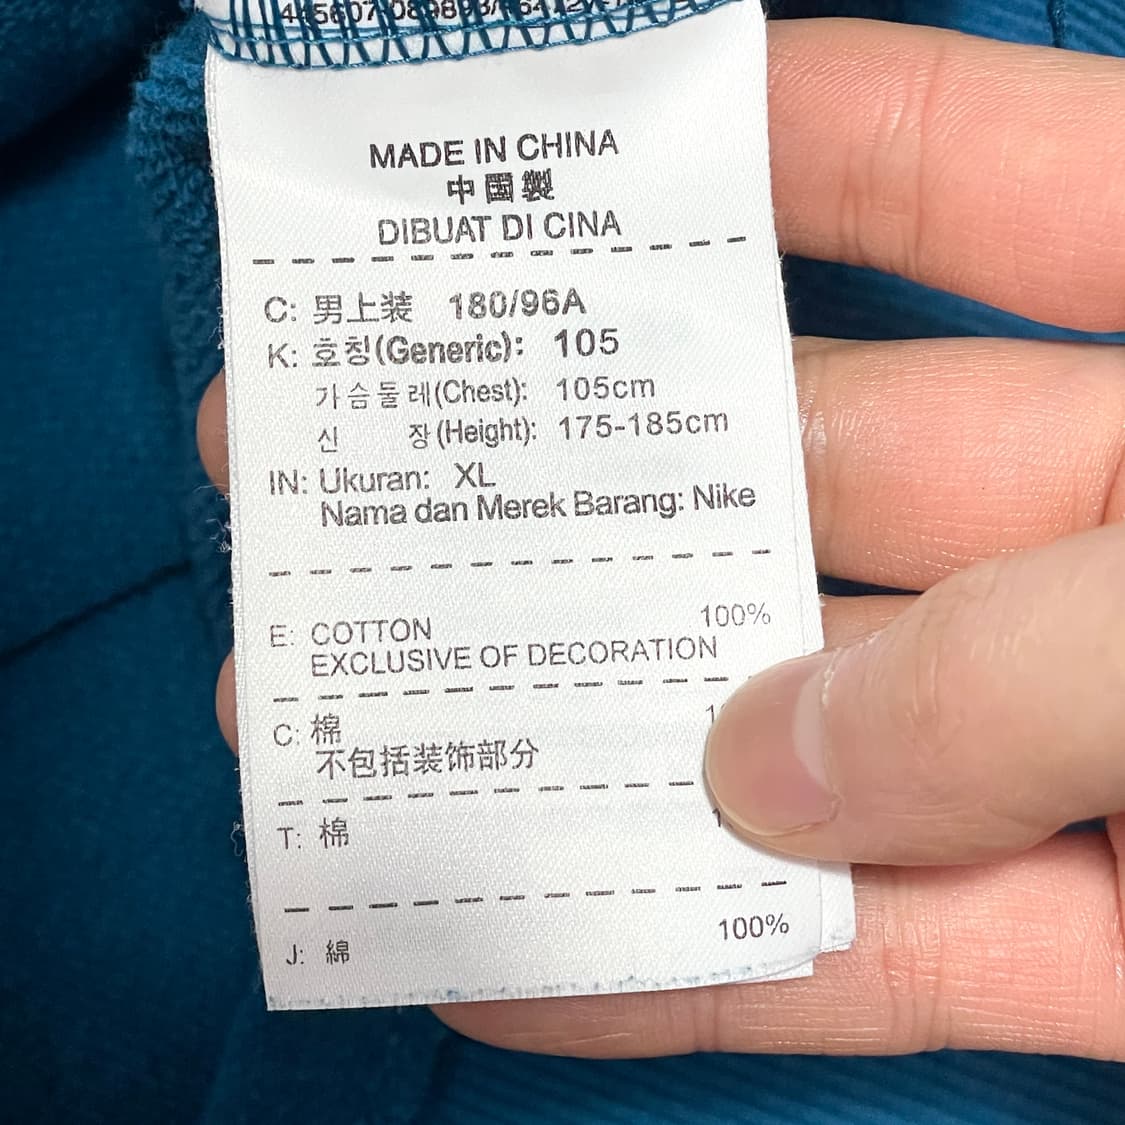 MADE IN CHINA
中國製
DIBUAT DI CINA
C: 男上装 180/96A
K: 호칭(Generic): 105
가슴둘레(Chest): 105cm
신 장(Height): 175-185cm
IN: Ukuran: XL
Nama dan Merek Barang: Nike
E: COTTON 100%
EXCLUSIVE OF DECORATION
C: 棉
不包括装饰部分
T: 棉
J: 綿 100%